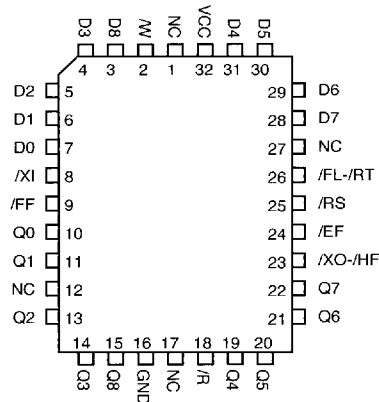 D3 D8 /W NC VCC D4 D5
4 3 2 1 32 31 30
D2 5 29 D6
D1 6 28 D7
D0 7 27 NC
/XI 8 26 /FL-/RT
/FF 9 25 /RS
Q0 10 24 /EF
Q1 11 23 /XO-/HF
NC 12 22 Q7
Q2 13 21 Q6
14 15 16 17 18 19 20
Q3 Q8 GND NC /R Q4 Q5